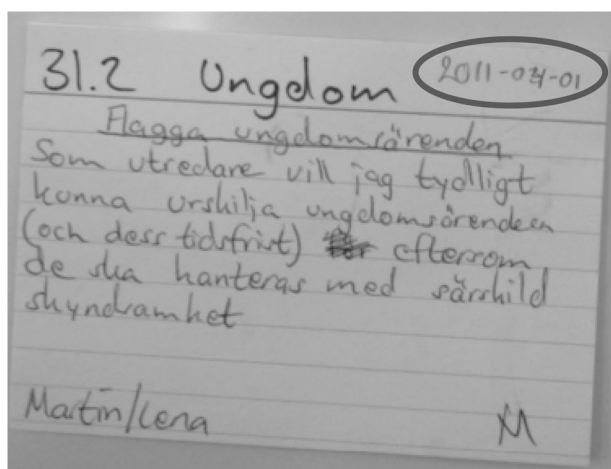 31.2 Ungdom 2011-04-01
Flagga ungdomsärenden
Som utredare vill jag tydligt
kunna urskilja ungdomsärenden
(och dess tidsfrist) eftersom
de ska hanteras med särskild
skyndsamhet
Martin/Lena M